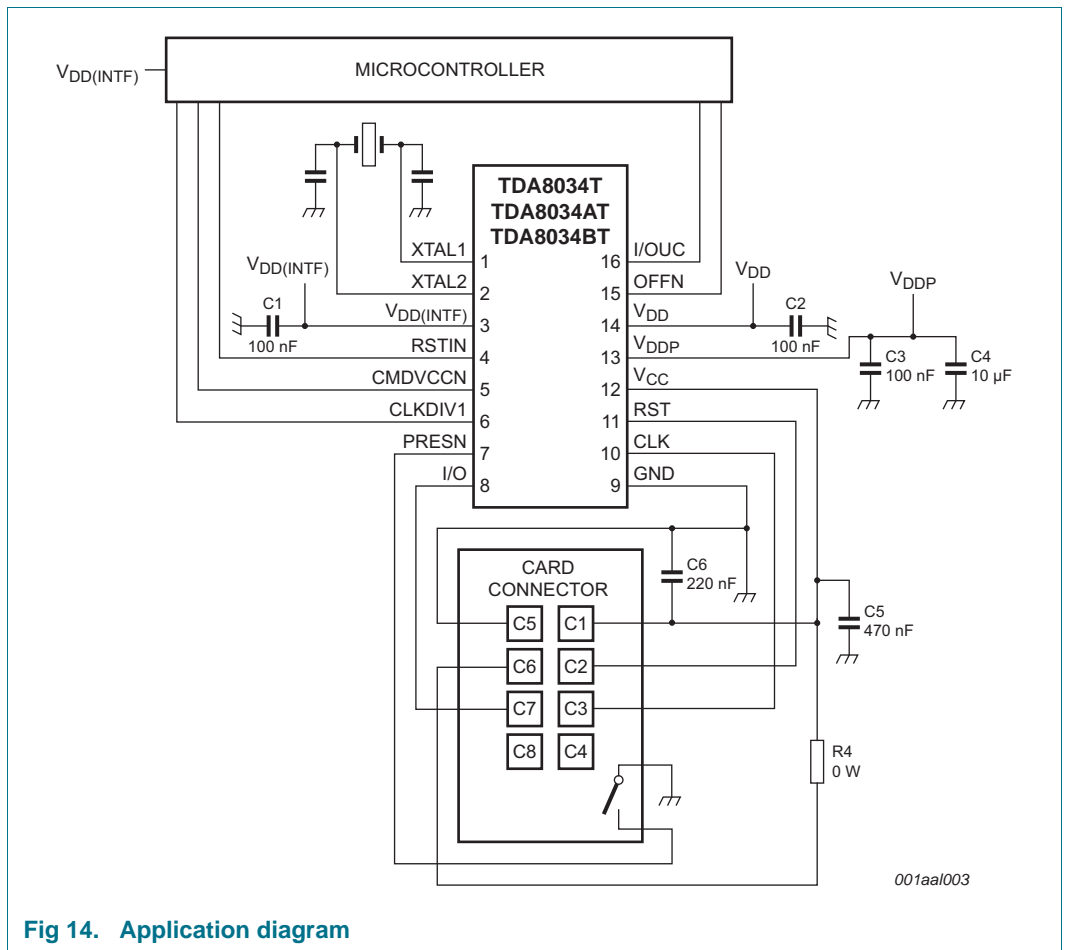 MICROCONTROLLER
VDD(INTF)
TDA8034T
TDA8034AT
TDA8034BT
XTAL1
1
XTAL2
2
VDD(INTF)
3
RSTIN
4
CMDVCCN
5
CLKDIV1
6
PRESN
7
I/O
8
16
I/OUC
15
OFFN
14
VDD
13
VDDP
12
VCC
11
RST
10
CLK
9
GND
VDD(INTF)
C1
100 nF
VDD
C2
100 nF
VDDP
C3
100 nF
C4
10 µF
CARD
CONNECTOR
C5 C1
C6 C2
C7 C3
C8 C4
C6
220 nF
C5
470 nF
R4
0 W
001aal003
Fig 14. Application diagram